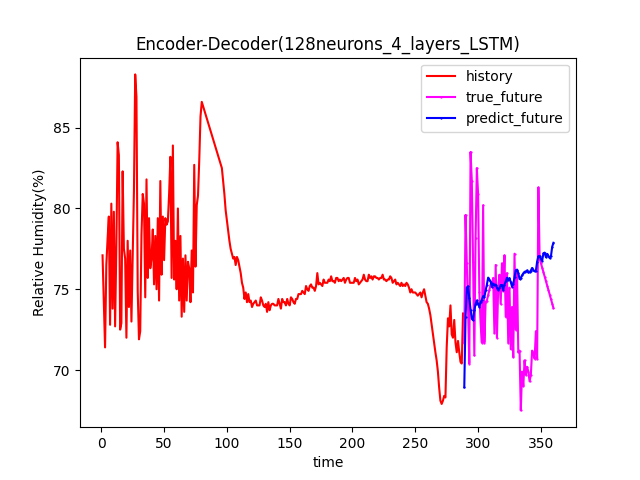 Encoder-Decoder(128neurons_4_layers_LSTM)
history
true_future
predict_future
Relative Humidity(%)
85
80
75
70
0 50 100 150 200 250 300 350
time